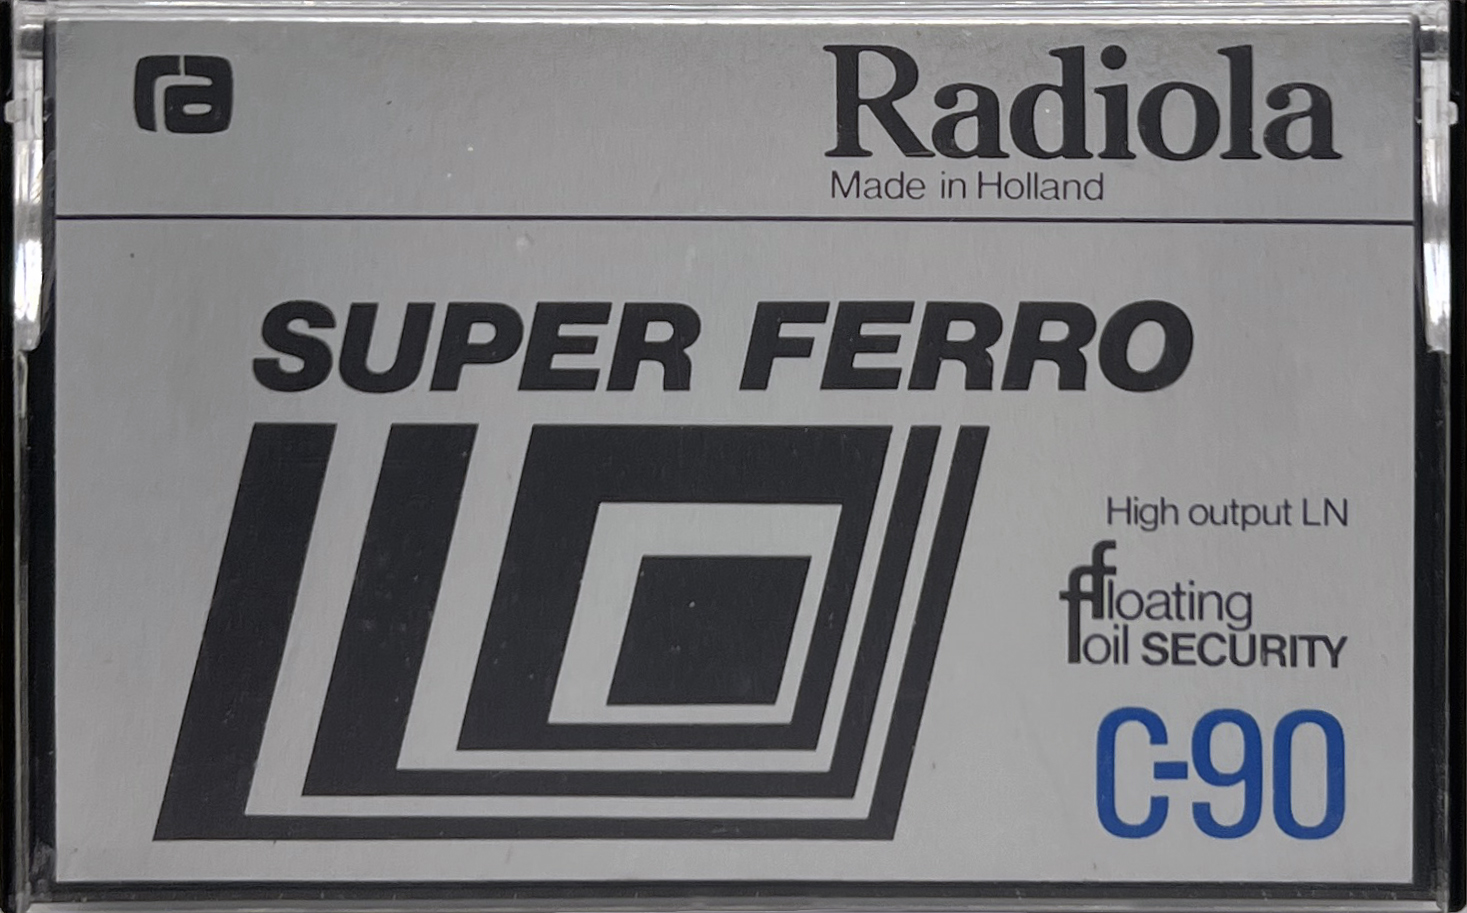 ra
Radiola
Made in Holland
SUPER FERRO
High output LN
floating
foil SECURITY
C-90